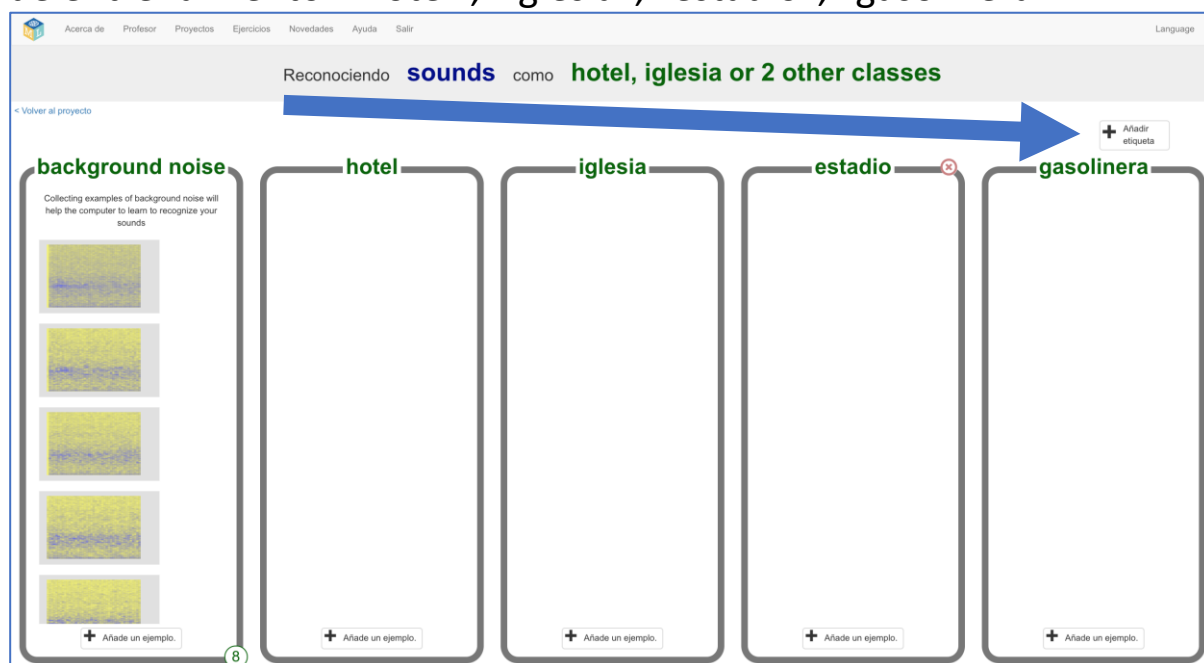 Acerca de Profesor Proyectos Ejercicios Novedades Ayuda Salir Language
Reconociendo sounds como hotel, iglesia or 2 other classes
< Volver al proyecto
Añadir
etiqueta
background noise hotel iglesia estadio gasolinera
Collecting examples of background noise will
help the computer to learn to recognize your
sounds
Añade un ejemplo. Añade un ejemplo. Añade un ejemplo. Añade un ejemplo. Añade un ejemplo.
8